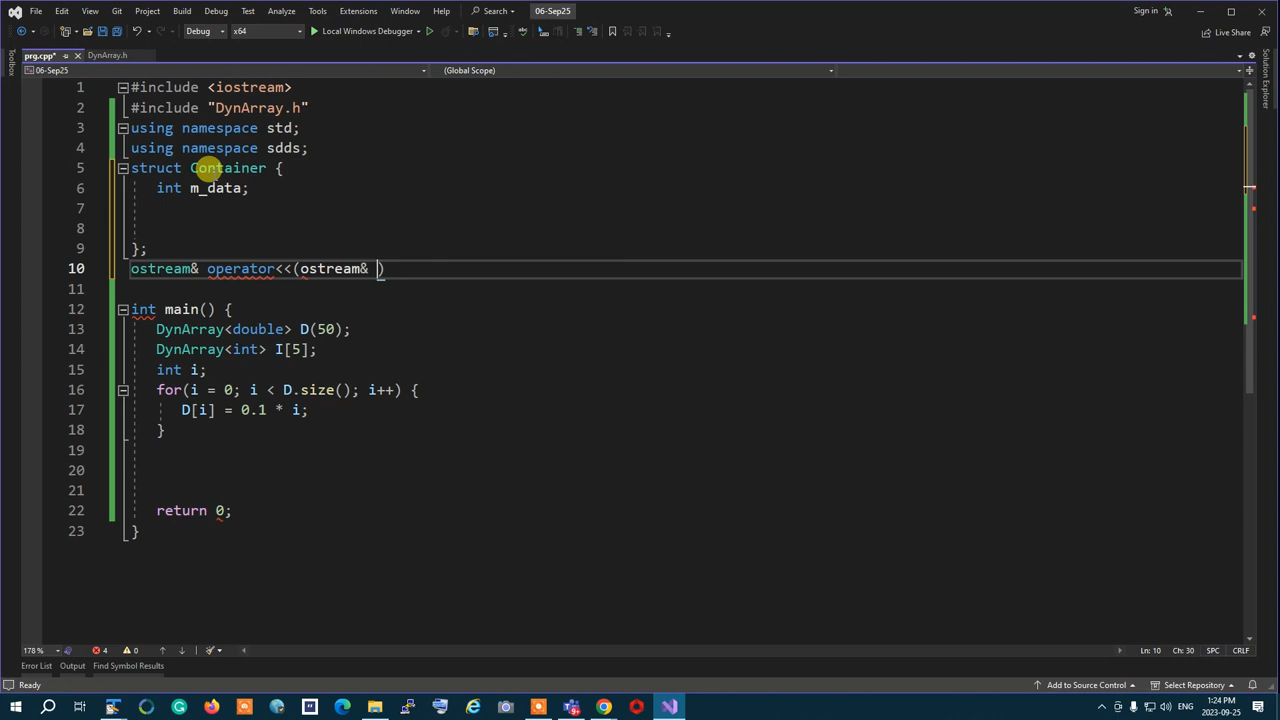 File Edit View Git Project Build Debug Test Analyze Tools Extensions Window Help Search 06-Sep25 Sign in
Debug x64 Local Windows Debugger Live Share
prg.cpp* DynArray.h
06-Sep25 (Global Scope)
Toolbox
Solution Explorer
1 #include <iostream>
2 #include "DynArray.h"
3 using namespace std;
4 using namespace sdds;
5 struct Container {
6 int m_data;
7
8
9 };
10 ostream& operator<<(ostream& )
11
12 int main() {
13 DynArray<double> D(50);
14 DynArray<int> I[5];
15 int i;
16 for(i = 0; i < D.size(); i++) {
17 D[i] = 0.1 * i;
18 }
19
20
21
22 return 0;
23 }
178 % 4 0 Ln: 10 Ch: 30 SPC CRLF
Error List Output Find Symbol Results
Ready Add to Source Control Select Repository
ENG 1:24 PM
2023-09-25